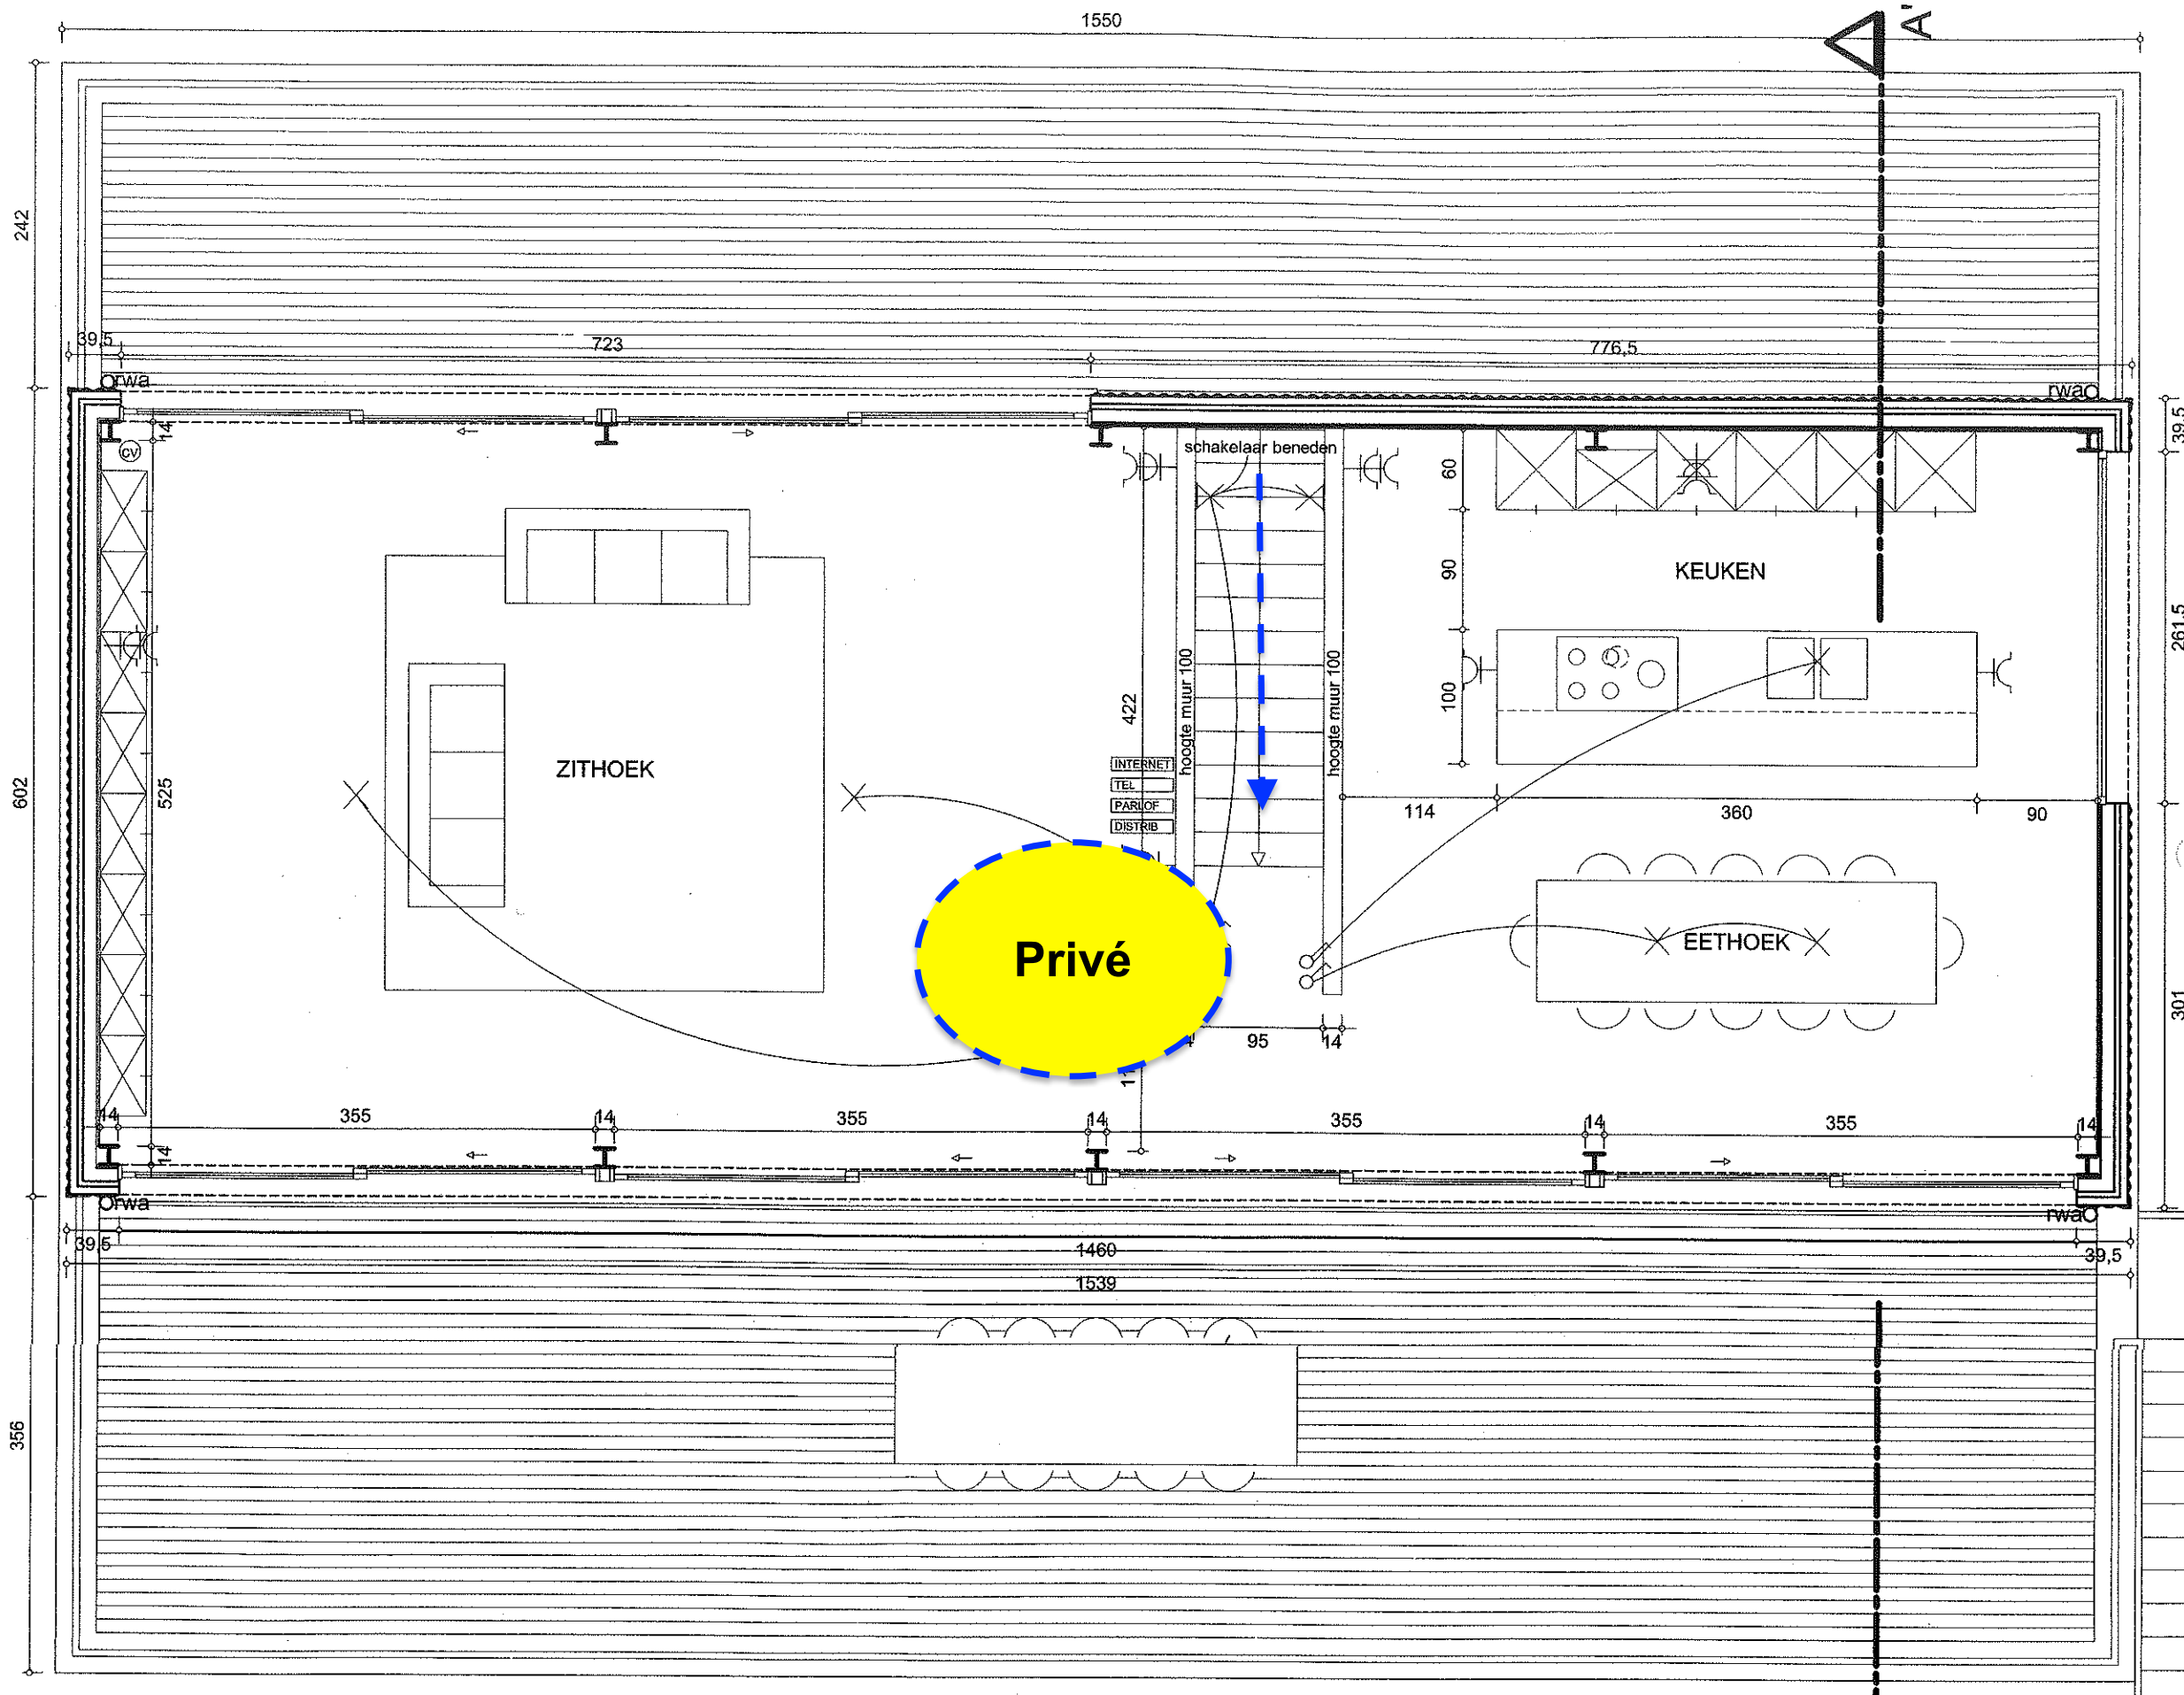 1550
A'
242
39,5
723
776,5
rwa
rwa
39,5
14
cv
schakelaar beneden
60
KEUKEN
90
261,5
hoogte muur 100
hoogte muur 100
100
422
ZITHOEK
INTERNET
TEL
PARLOF
DISTRIB
602
525
114
360
90
Privé
EETHOEK
301
95
14
14
355
14
355
14
355
14
355
14
14
rwa
rwa
39,5
1460
39,5
1539
356